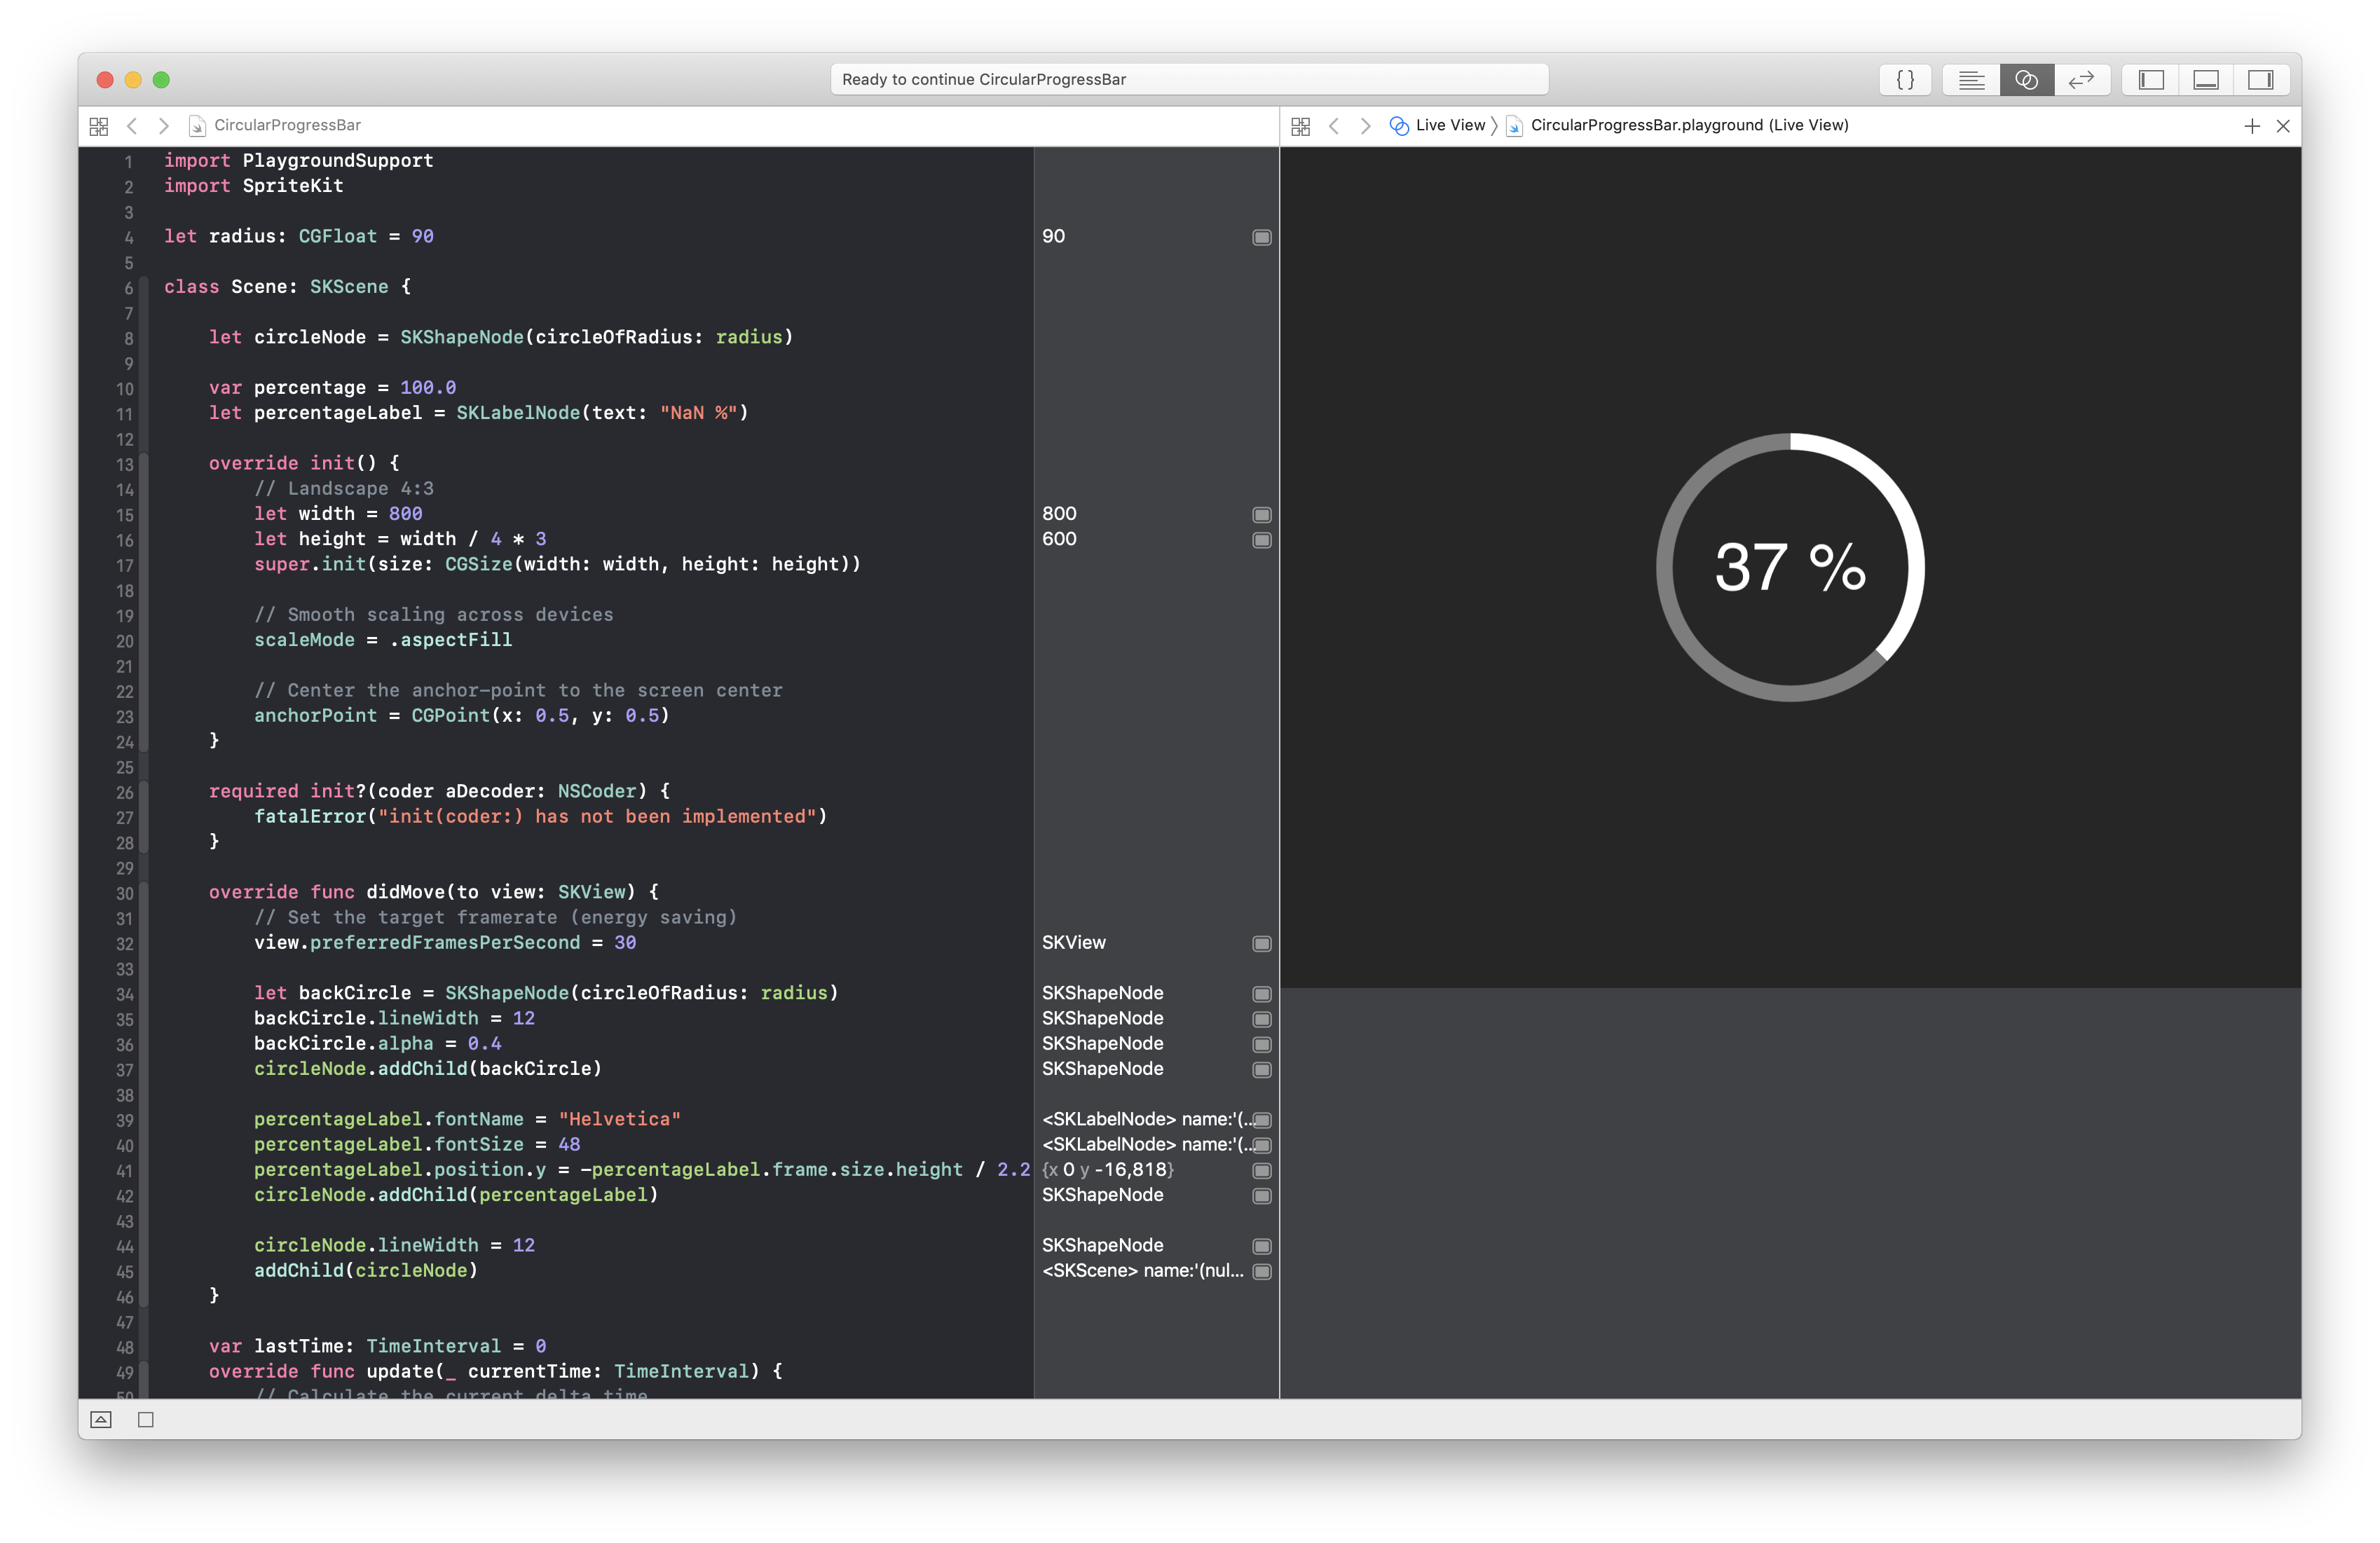 Ready to continue CircularProgressBar
{ }
CircularProgressBar
Live View
CircularProgressBar.playground (Live View)
1 import PlaygroundSupport
2 import SpriteKit
3
4 let radius: CGFloat = 90
5
6 class Scene: SKScene {
7
8 let circleNode = SKShapeNode(circleOfRadius: radius)
9
10 var percentage = 100.0
11 let percentageLabel = SKLabelNode(text: "NaN %")
12
13 override init() {
14 // Landscape 4:3
15 let width = 800
16 let height = width / 4 * 3
17 super.init(size: CGSize(width: width, height: height))
18
19 // Smooth scaling across devices
20 scaleMode = .aspectFill
21
22 // Center the anchor-point to the screen center
23 anchorPoint = CGPoint(x: 0.5, y: 0.5)
24 }
25
26 required init?(coder aDecoder: NSCoder) {
27 fatalError("init(coder:) has not been implemented")
28 }
29
30 override func didMove(to view: SKView) {
31 // Set the target framerate (energy saving)
32 view.preferredFramesPerSecond = 30
33
34 let backCircle = SKShapeNode(circleOfRadius: radius)
35 backCircle.lineWidth = 12
36 backCircle.alpha = 0.4
37 circleNode.addChild(backCircle)
38
39 percentageLabel.fontName = "Helvetica"
40 percentageLabel.fontSize = 48
41 percentageLabel.position.y = -percentageLabel.frame.size.height / 2.2
42 circleNode.addChild(percentageLabel)
43
44 circleNode.lineWidth = 12
45 addChild(circleNode)
46 }
47
48 var lastTime: TimeInterval = 0
49 override func update(_ currentTime: TimeInterval) {
50 // Calculate the current delta time
90
800
600
SKView
SKShapeNode
SKShapeNode
SKShapeNode
SKShapeNode
<SKLabelNode> name:'(...
<SKLabelNode> name:'(...
{x 0 y -16,818}
SKShapeNode
SKShapeNode
<SKScene> name:'(nul...
37 %